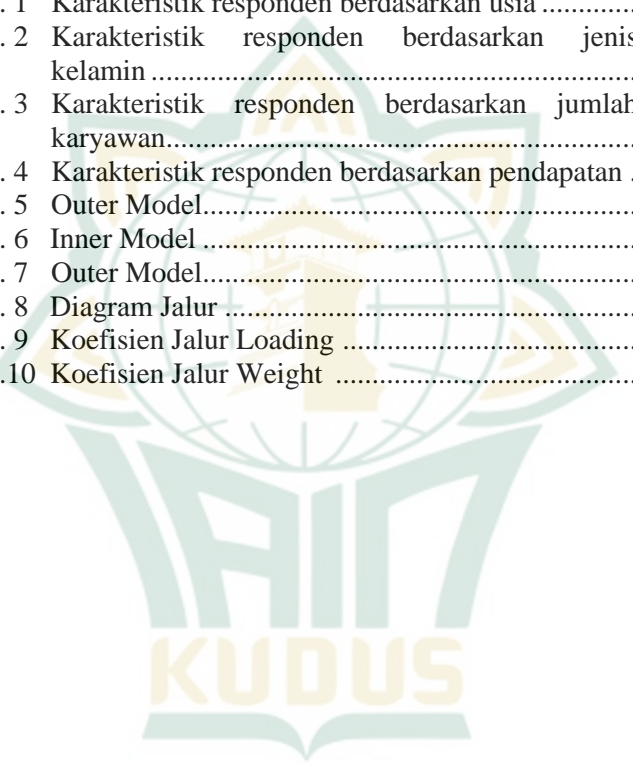 . 1 Karakteristik responden berdasarkan usia ..........
. 2 Karakteristik responden berdasarkan jenis
kelamin ..........
. 3 Karakteristik responden berdasarkan jumlah
karyawan..........
. 4 Karakteristik responden berdasarkan pendapatan .
. 5 Outer Model..........
. 6 Inner Model ..........
. 7 Outer Model..........
. 8 Diagram Jalur ..........
. 9 Koefisien Jalur Loading ..........
.10 Koefisien Jalur Weight ..........
IAIN
KUDUS